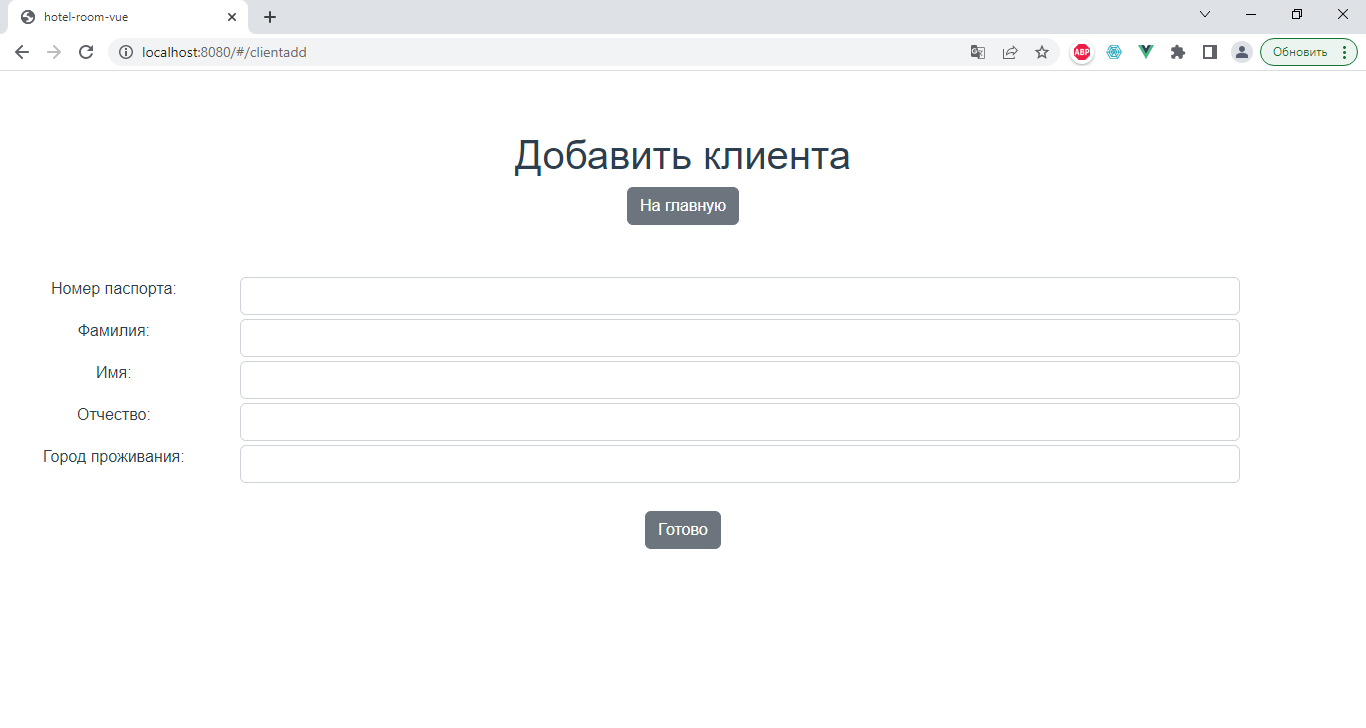 hotel-room-vue
localhost:8080/#/clientadd
ABP
Обновить
Добавить клиента
На главную
Номер паспорта:
Фамилия:
Имя:
Отчество:
Город проживания:
Готово